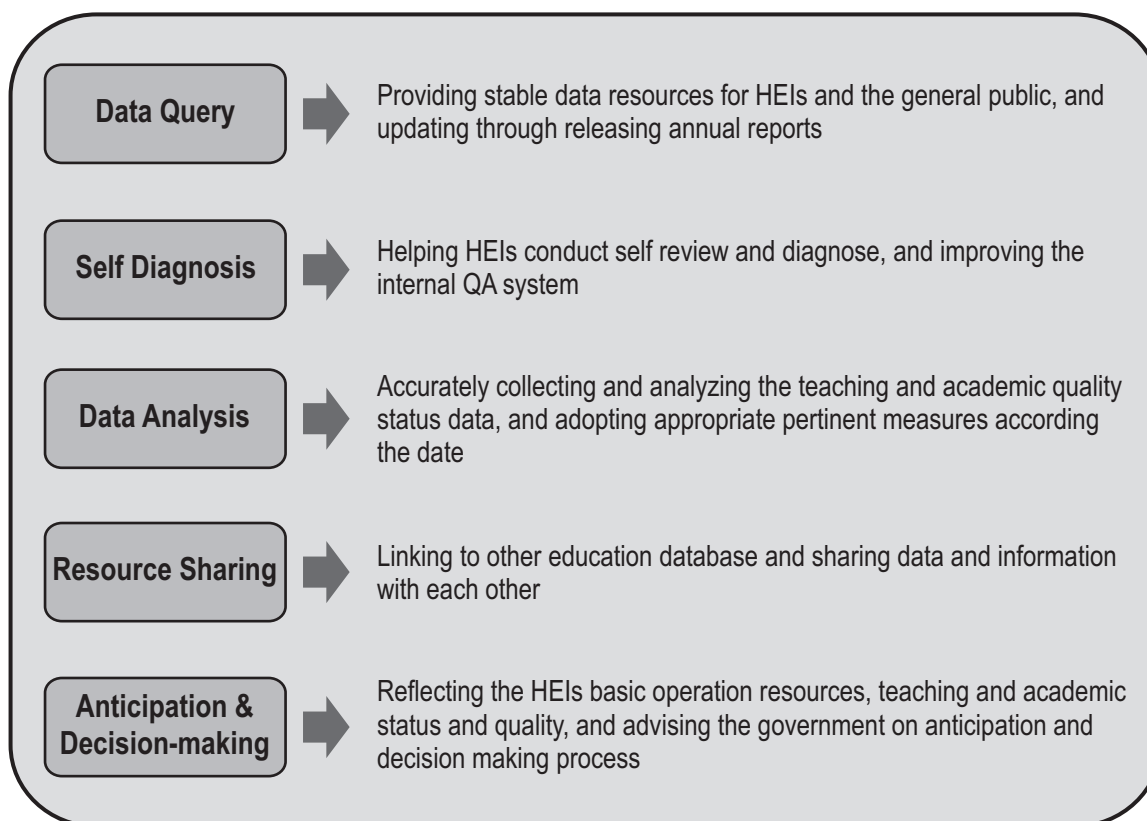 Data Query
Providing stable data resources for HEIs and the general public, and
updating through releasing annual reports
Self Diagnosis
Helping HEIs conduct self review and diagnose, and improving the
internal QA system
Data Analysis
Accurately collecting and analyzing the teaching and academic quality
status data, and adopting appropriate pertinent measures according
the date
Resource Sharing
Linking to other education database and sharing data and information
with each other
Anticipation &
Decision-making
Reflecting the HEIs basic operation resources, teaching and academic
status and quality, and advising the government on anticipation and
decision making process